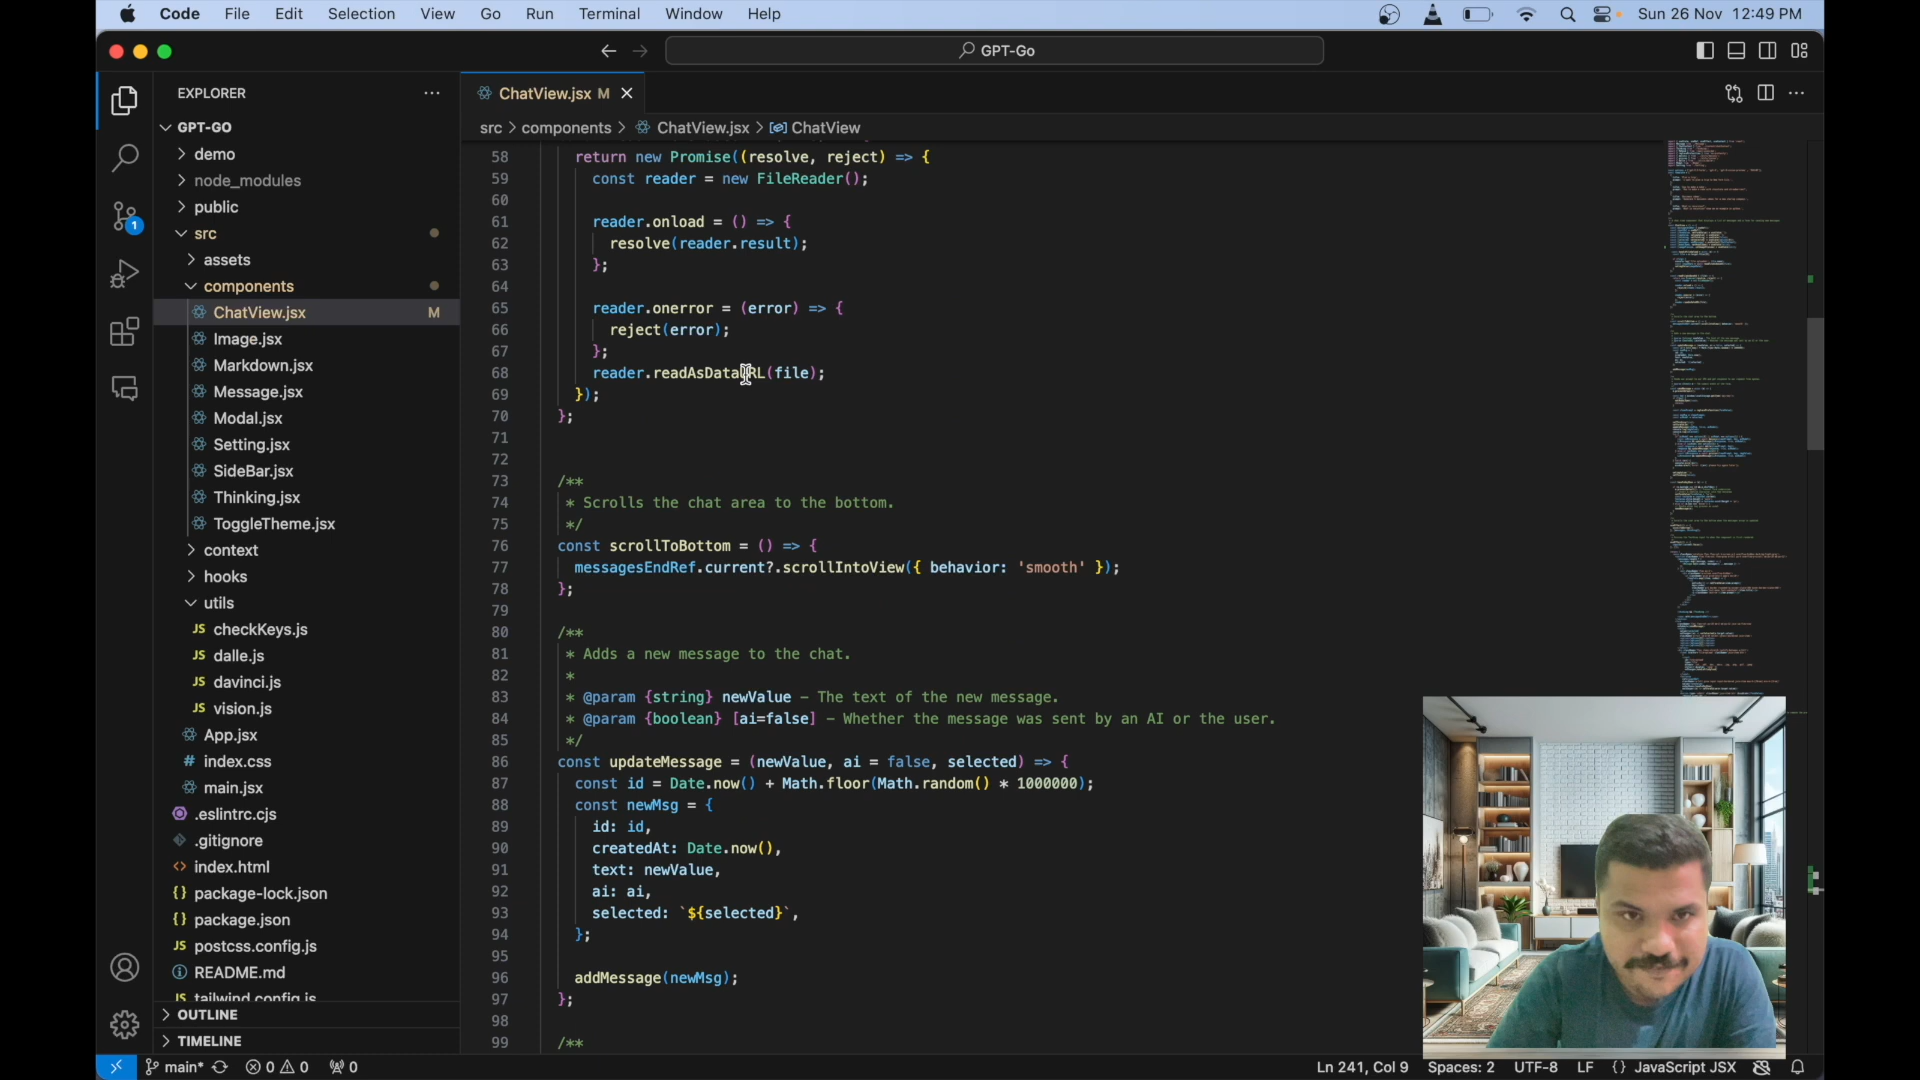 Code File Edit Selection View Go Run Terminal Window Help Sun 26 Nov 12:49 PM
GPT-Go
EXPLORER
GPT-GO
demo
node_modules
public
src
assets
components
ChatView.jsx M
Image.jsx
Markdown.jsx
Message.jsx
Modal.jsx
Setting.jsx
SideBar.jsx
Thinking.jsx
ToggleTheme.jsx
context
hooks
utils
JS checkKeys.js
JS dalle.js
JS davinci.js
JS vision.js
App.jsx
# index.css
main.jsx
.eslintrc.cjs
.gitignore
<> index.html
{} package-lock.json
{} package.json
JS postcss.config.js
README.md
JS tailwind.config.js
OUTLINE
TIMELINE
1
ChatView.jsx M
src > components > ChatView.jsx > ChatView
58 return new Promise((resolve, reject) => {
59 const reader = new FileReader();
60
61 reader.onload = () => {
62 resolve(reader.result);
63 };
64
65 reader.onerror = (error) => {
66 reject(error);
67 };
68 reader.readAsDataURL(file);
69 });
70 };
71
72
73 /**
74 * Scrolls the chat area to the bottom.
75 */
76 const scrollToBottom = () => {
77 messagesEndRef.current?.scrollIntoView({ behavior: 'smooth' });
78 };
79
80 /**
81 * Adds a new message to the chat.
82 *
83 * @param {string} newValue - The text of the new message.
84 * @param {boolean} [ai=false] - Whether the message was sent by an AI or the user.
85 */
86 const updateMessage = (newValue, ai = false, selected) => {
87 const id = Date.now() + Math.floor(Math.random() * 1000000);
88 const newMsg = {
89 id: id,
90 createdAt: Date.now(),
91 text: newValue,
92 ai: ai,
93 selected: `${selected}`,
94 };
95
96 addMessage(newMsg);
97 };
98
99 /**
main* 0 0 0 Ln 241, Col 9 Spaces: 2 UTF-8 LF {} JavaScript JSX